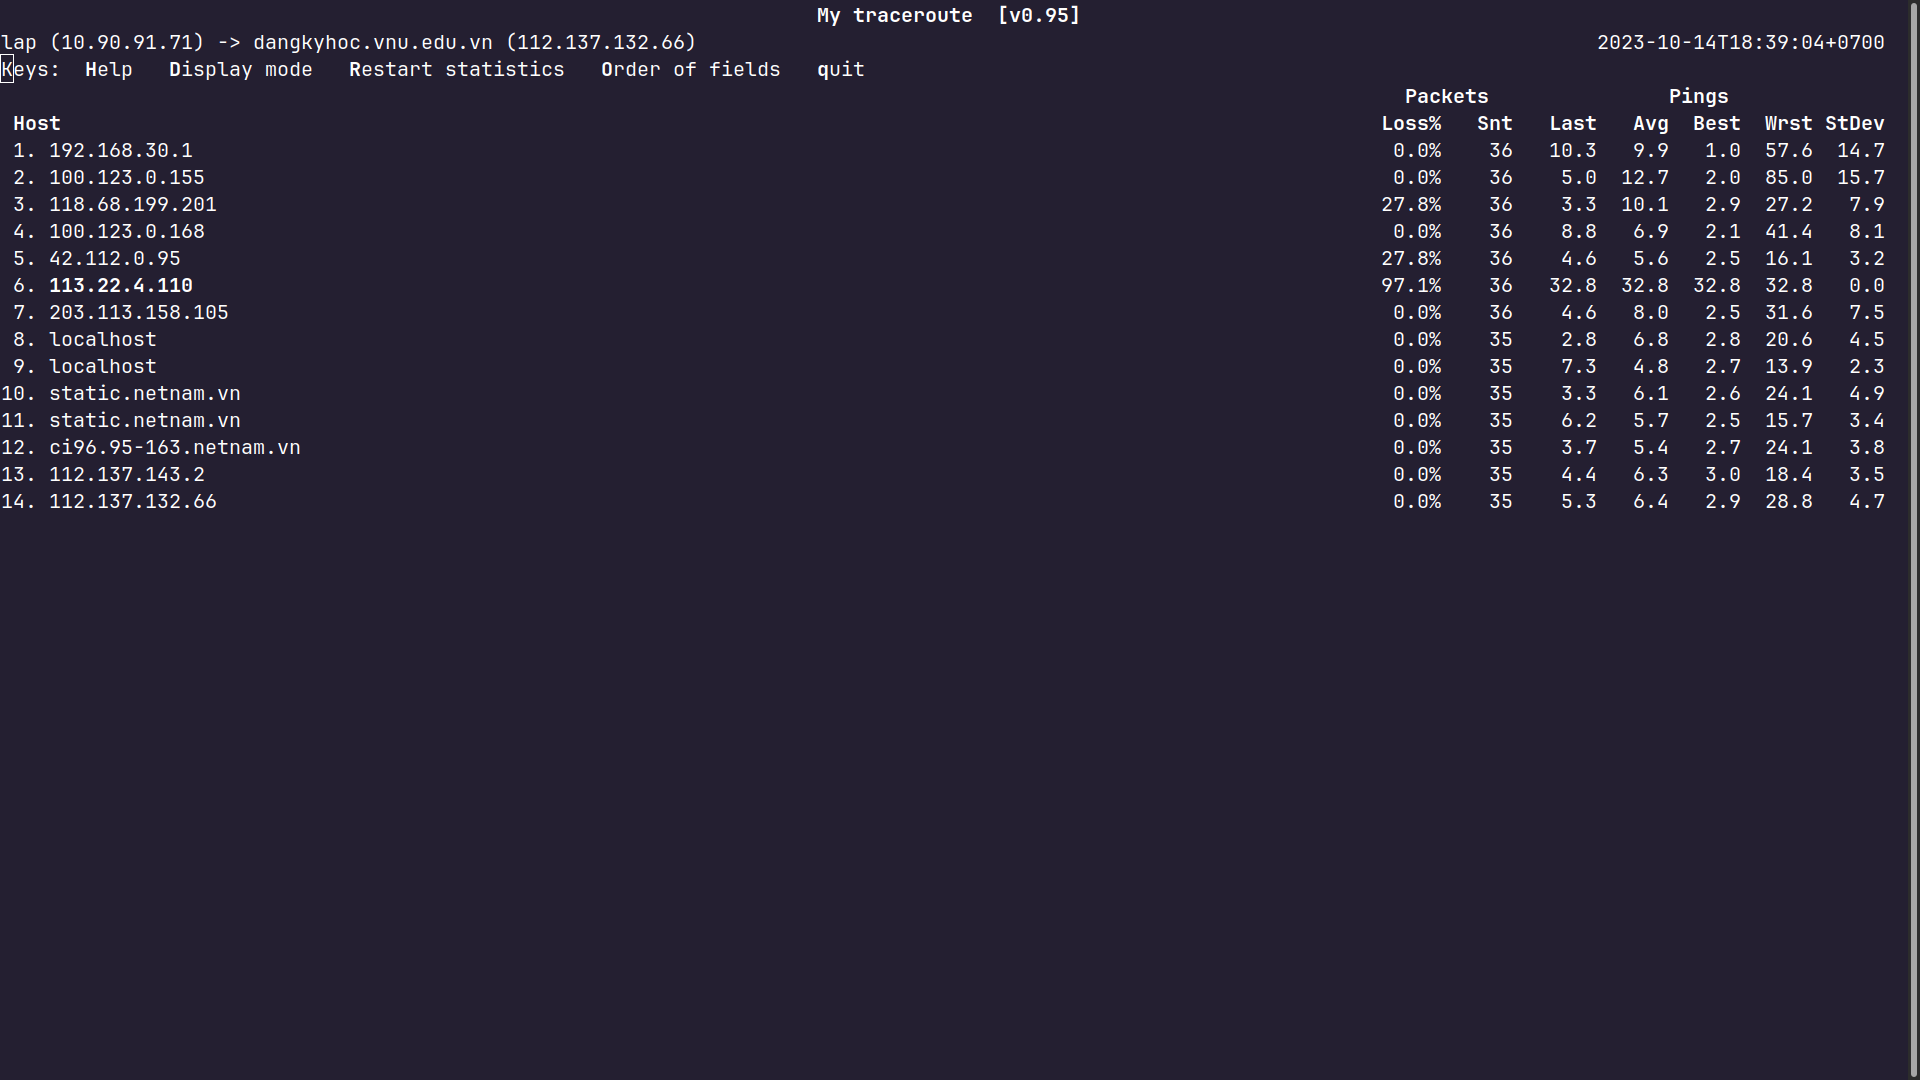 My traceroute  [v0.95]
lap (10.90.91.71) -> dangkyhoc.vnu.edu.vn (112.137.132.66) 2023-10-14T18:39:04+0700
Keys:  Help   Display mode   Restart statistics   Order of fields   quit
Packets Pings
Host Loss% Snt Last Avg Best Wrst StDev
1. 192.168.30.1 0.0% 36 10.3 9.9 1.0 57.6 14.7
2. 100.123.0.155 0.0% 36 5.0 12.7 2.0 85.0 15.7
3. 118.68.199.201 27.8% 36 3.3 10.1 2.9 27.2 7.9
4. 100.123.0.168 0.0% 36 8.8 6.9 2.1 41.4 8.1
5. 42.112.0.95 27.8% 36 4.6 5.6 2.5 16.1 3.2
6. 113.22.4.110 97.1% 36 32.8 32.8 32.8 32.8 0.0
7. 203.113.158.105 0.0% 36 4.6 8.0 2.5 31.6 7.5
8. localhost 0.0% 35 2.8 6.8 2.8 20.6 4.5
9. localhost 0.0% 35 7.3 4.8 2.7 13.9 2.3
10. static.netnam.vn 0.0% 35 3.3 6.1 2.6 24.1 4.9
11. static.netnam.vn 0.0% 35 6.2 5.7 2.5 15.7 3.4
12. ci96.95-163.netnam.vn 0.0% 35 3.7 5.4 2.7 24.1 3.8
13. 112.137.143.2 0.0% 35 4.4 6.3 3.0 18.4 3.5
14. 112.137.132.66 0.0% 35 5.3 6.4 2.9 28.8 4.7